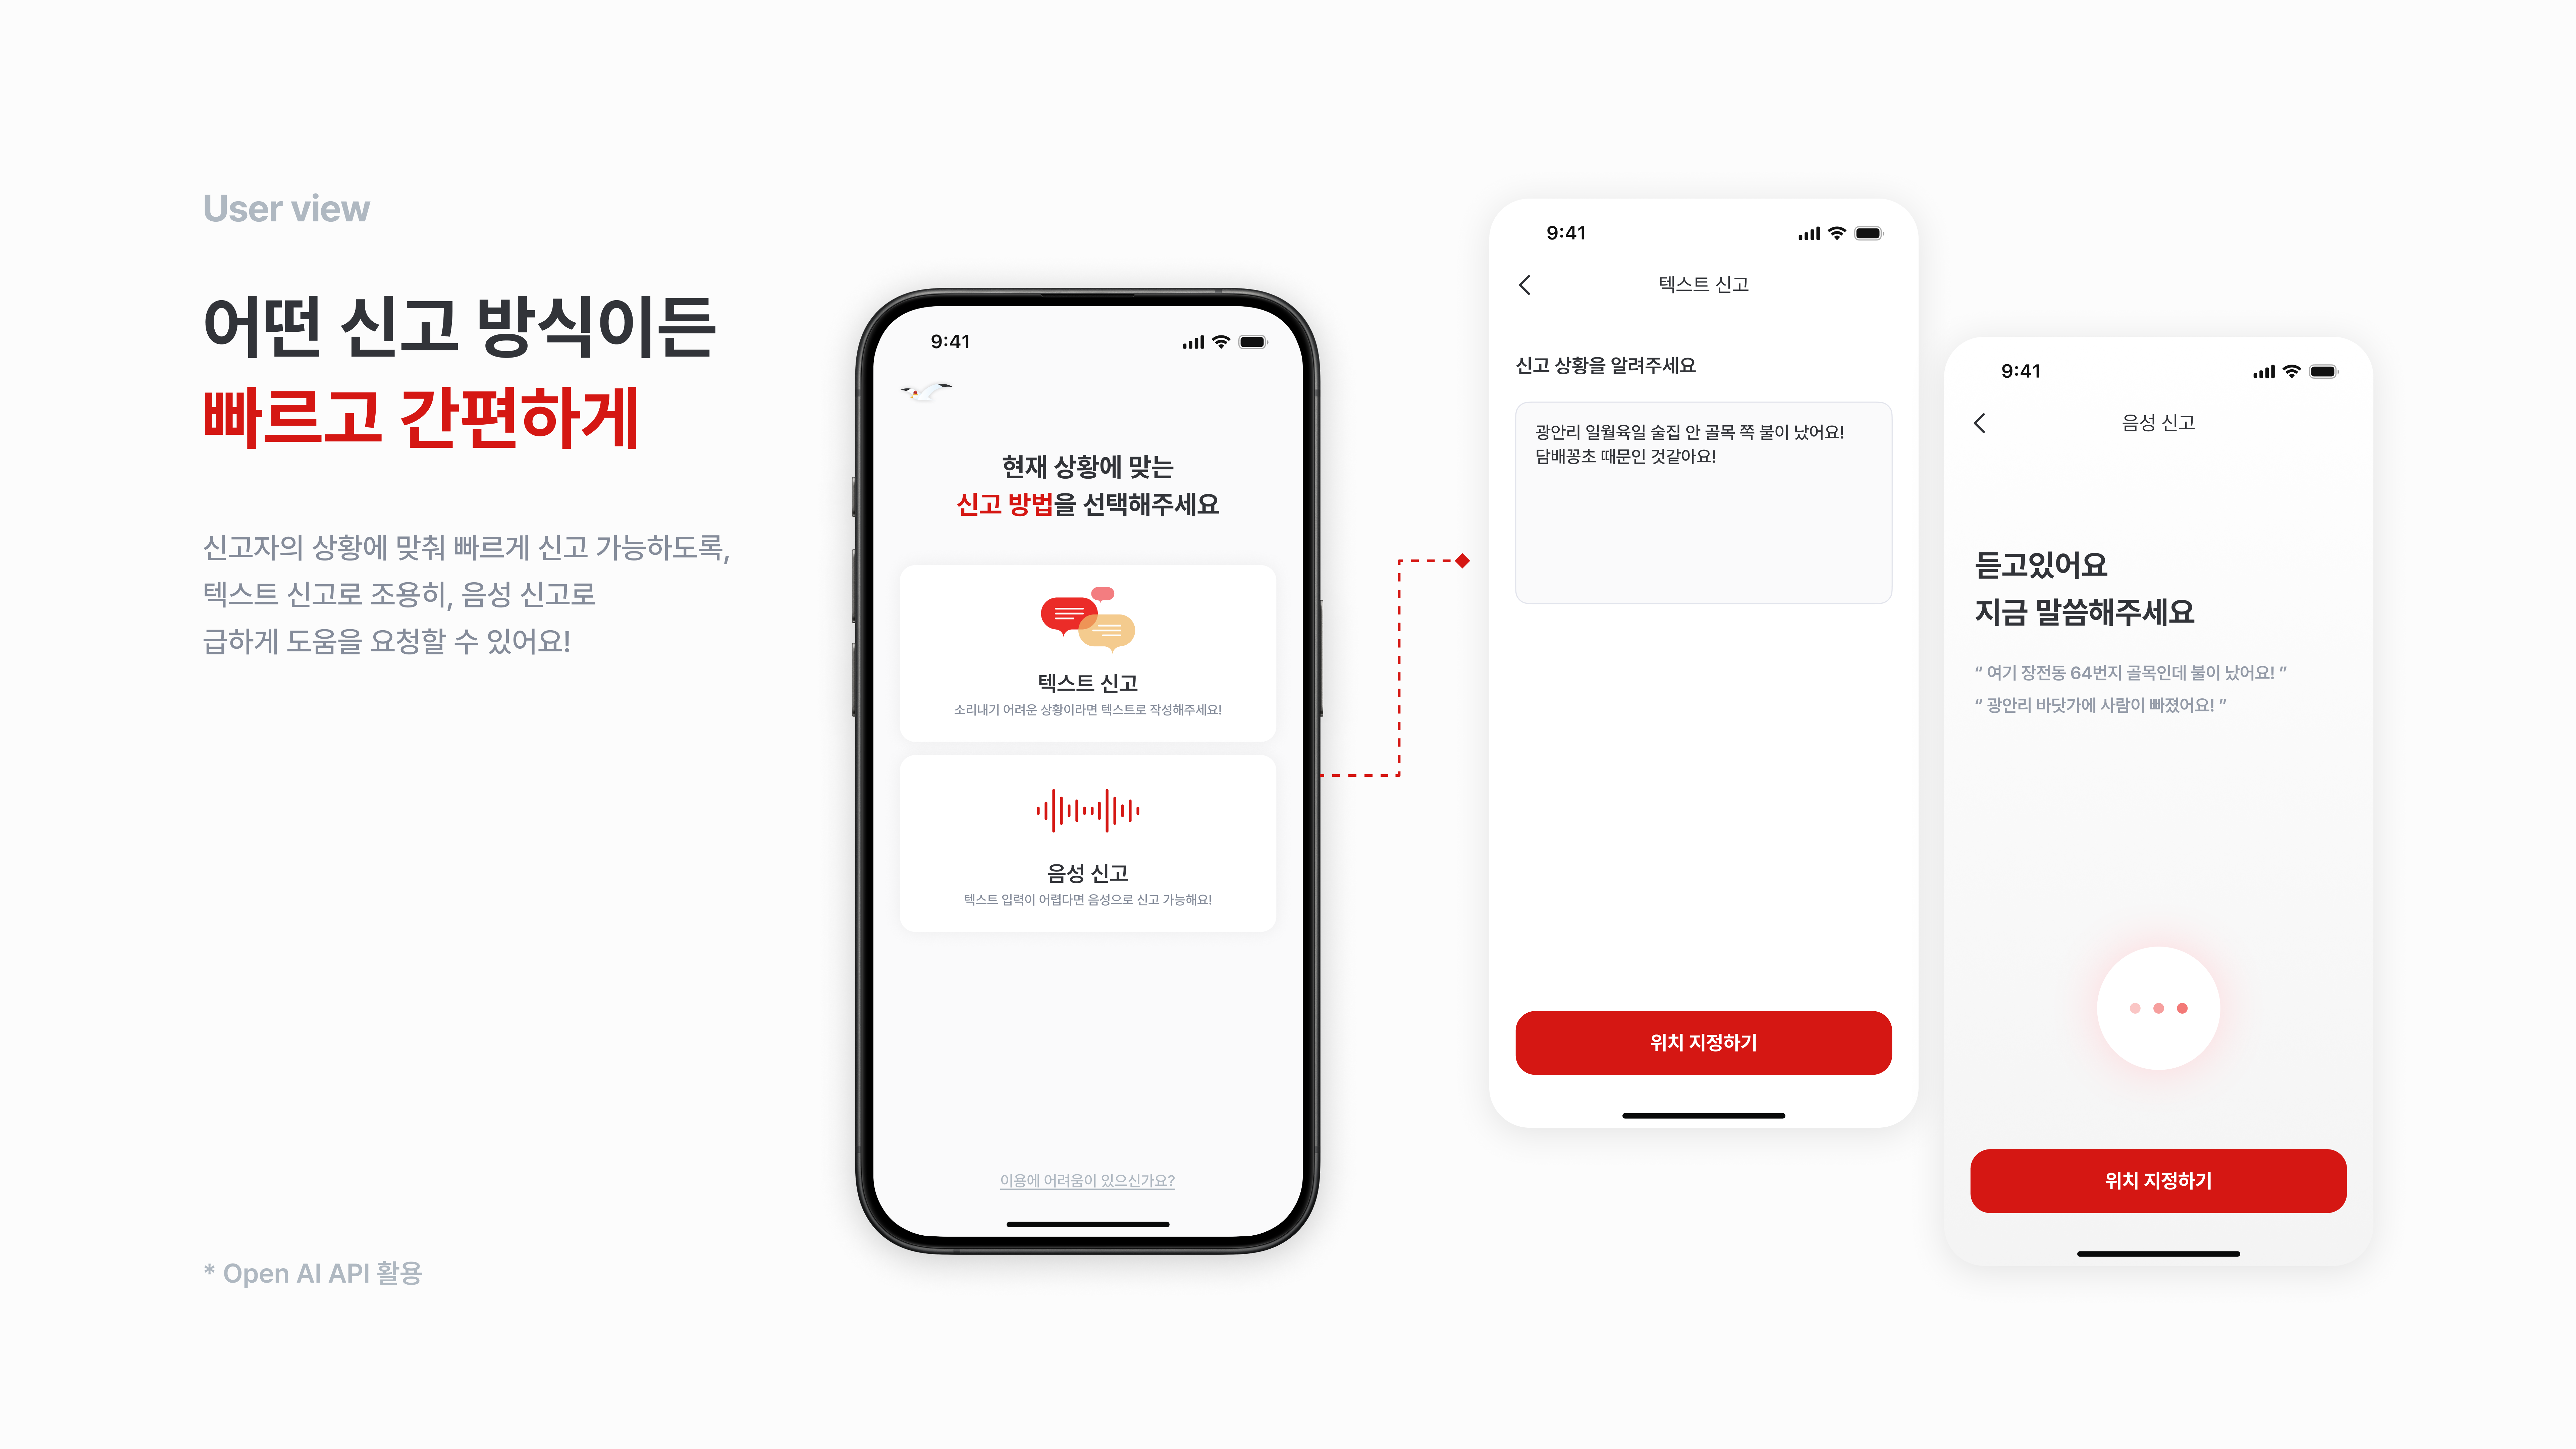 User view
어떤 신고 방식이든
빠르고 간편하게
신고자의 상황에 맞춰 빠르게 신고 가능하도록,
텍스트 신고로 조용히, 음성 신고로
급하게 도움을 요청할 수 있어요!
* Open AI API 활용
9:41
현재 상황에 맞는
신고 방법을 선택해주세요
텍스트 신고
소리내기 어려운 상황이라면 텍스트로 작성해주세요!
음성 신고
텍스트 입력이 어렵다면 음성으로 신고 가능해요!
이용에 어려움이 있으신가요?
9:41
텍스트 신고
신고 상황을 알려주세요
광안리 일월육일 술집 안 골목 쪽 불이 났어요!
담배꽁초 때문인 것같아요!
위치 지정하기
9:41
음성 신고
듣고있어요
지금 말씀해주세요
“ 여기 장전동 64번지 골목인데 불이 났어요! ”
“ 광안리 바닷가에 사람이 빠졌어요! ”
위치 지정하기